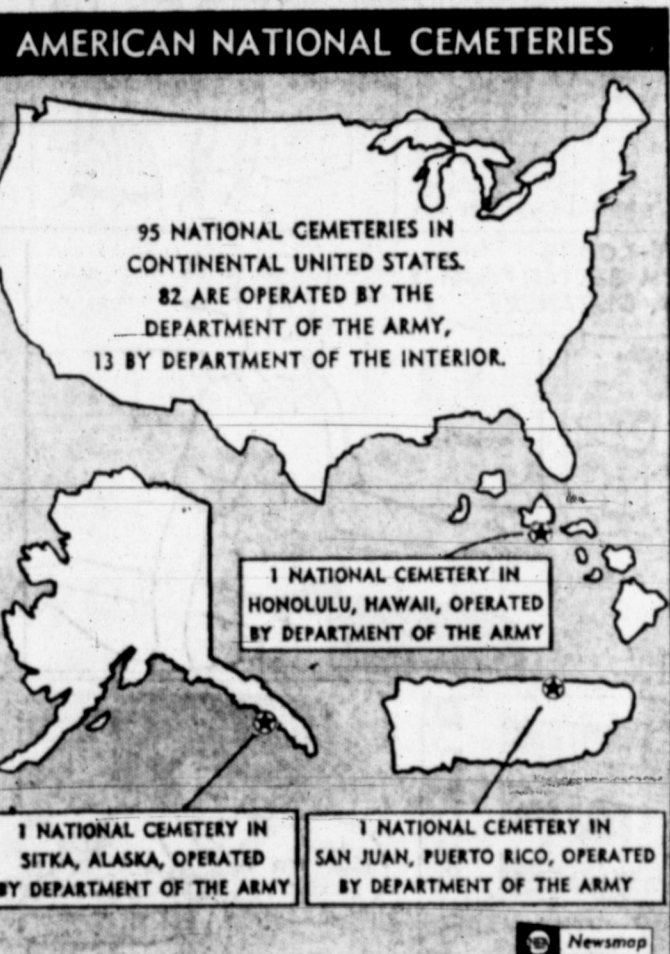 AMERICAN NATIONAL CEMETERIES
95 NATIONAL CEMETERIES IN
CONTINENTAL UNITED STATES.
82 ARE OPERATED BY THE
DEPARTMENT OF THE ARMY,
13 BY DEPARTMENT OF THE INTERIOR.
1 NATIONAL CEMETERY IN
HONOLULU, HAWAII, OPERATED
BY DEPARTMENT OF THE ARMY
1 NATIONAL CEMETERY IN
SITKA, ALASKA, OPERATED
BY DEPARTMENT OF THE ARMY
1 NATIONAL CEMETERY IN
SAN JUAN, PUERTO RICO, OPERATED
BY DEPARTMENT OF THE ARMY
NEA Newsmap